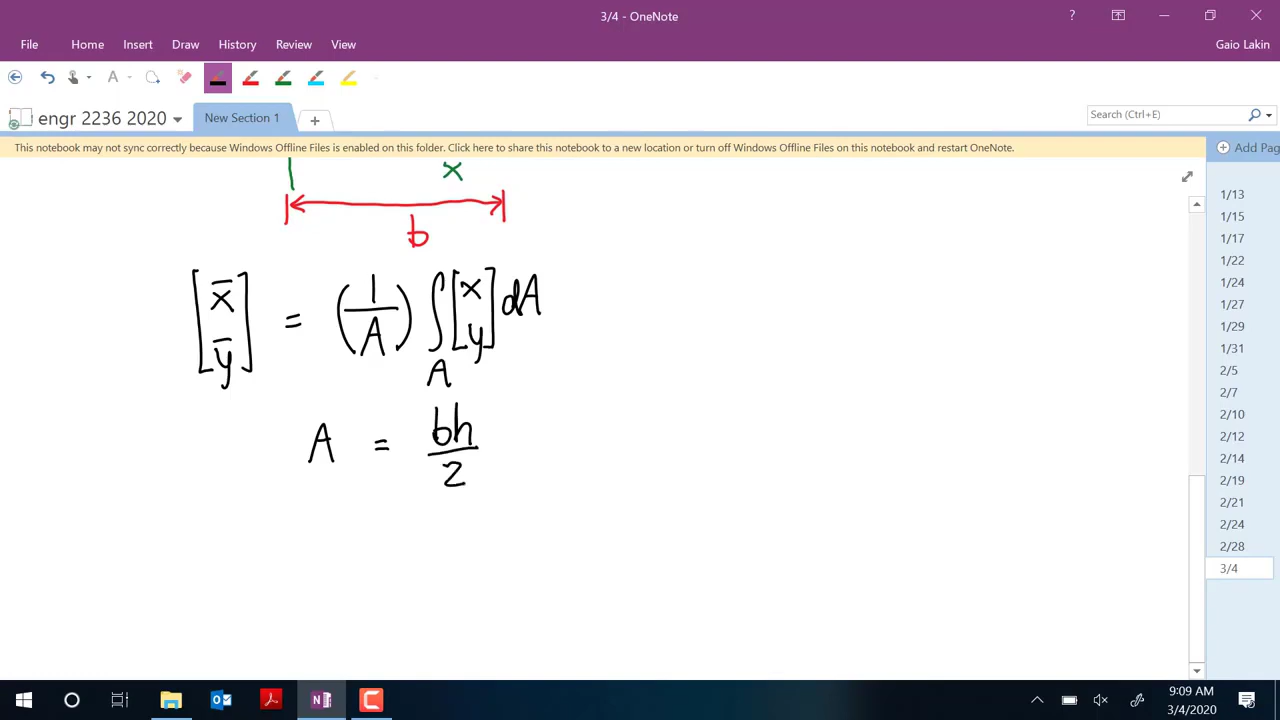 3/4 - OneNote
?
File Home Insert Draw History Review View Gaio Lakin
A
engr 2236 2020 New Section 1 + Search (Ctrl+E)
This notebook may not sync correctly because Windows Offline Files is enabled on this folder. Click here to share this notebook to a new location or turn off Windows Offline Files on this notebook and restart OneNote.
Add Pag
x
b
[x̄ ȳ] = (1/A) ∫_A [x y] dA
A = bh/2
1/13
1/15
1/17
1/22
1/24
1/27
1/29
1/31
2/5
2/7
2/10
2/12
2/14
2/19
2/21
2/24
2/28
3/4
9:09 AM
3/4/2020